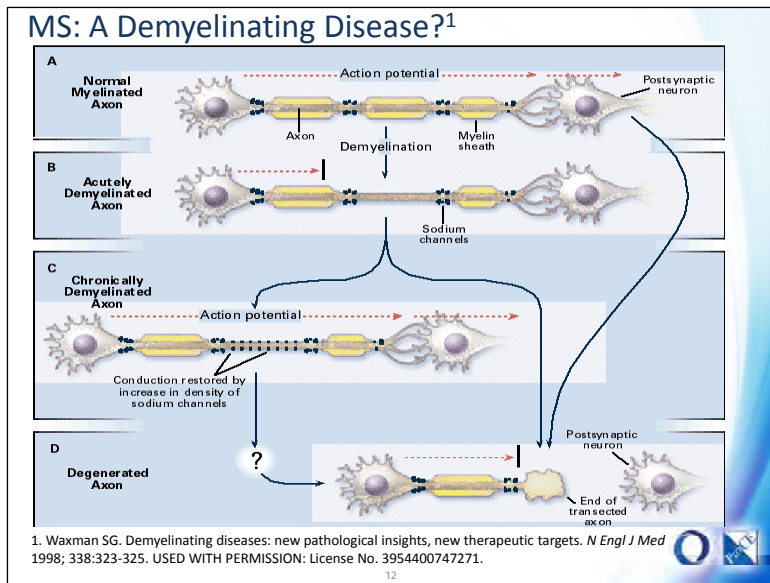 MS: A Demyelinating Disease?1
A
Normal
Myelinated
Axon
Action potential
Postsynaptic
neuron
Axon
Myelin
sheath
Demyelination
B
Acutely
Demyelinated
Axon
Sodium
channels
C
Chronically
Demyelinated
Axon
Action potential
Conduction restored by
increase in density of
sodium channels
D
Degenerated
Axon
?
Postsynaptic
neuron
End of
transected
axon
1. Waxman SG. Demyelinating diseases: new pathological insights, new therapeutic targets. N Engl J Med
1998; 338:323-325. USED WITH PERMISSION: License No. 3954400747271.
12